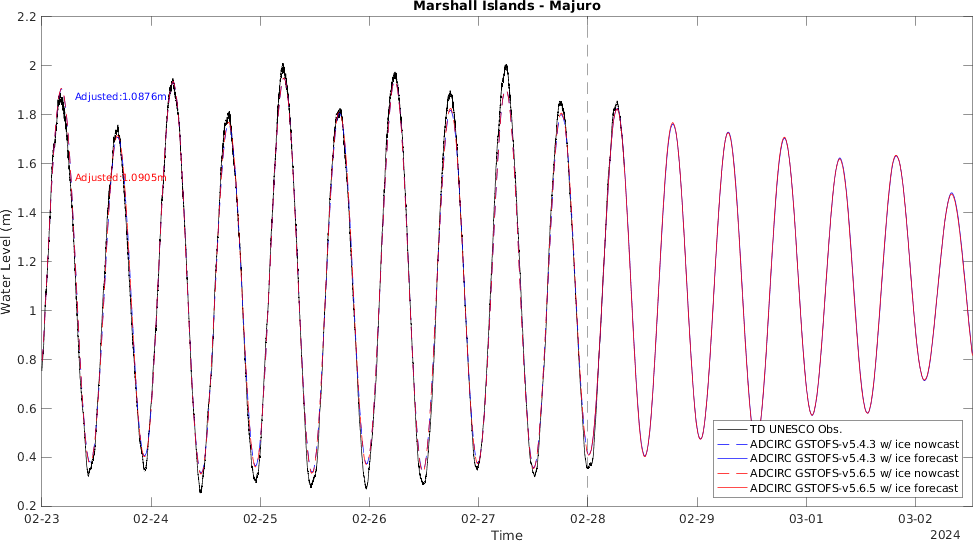 Marshall Islands - Majuro
2.2
2
1.8
1.6
1.4
1.2
1
0.8
0.6
0.4
0.2
Water Level (m)
Adjusted:1.0876m
Adjusted:1.0905m
TD UNESCO Obs.
ADCIRC GSTOFS-v5.4.3 w/ ice nowcast
ADCIRC GSTOFS-v5.4.3 w/ ice forecast
ADCIRC GSTOFS-v5.6.5 w/ ice nowcast
ADCIRC GSTOFS-v5.6.5 w/ ice forecast
02-23 02-24 02-25 02-26 02-27 02-28 02-29 03-01 03-02
Time
2024